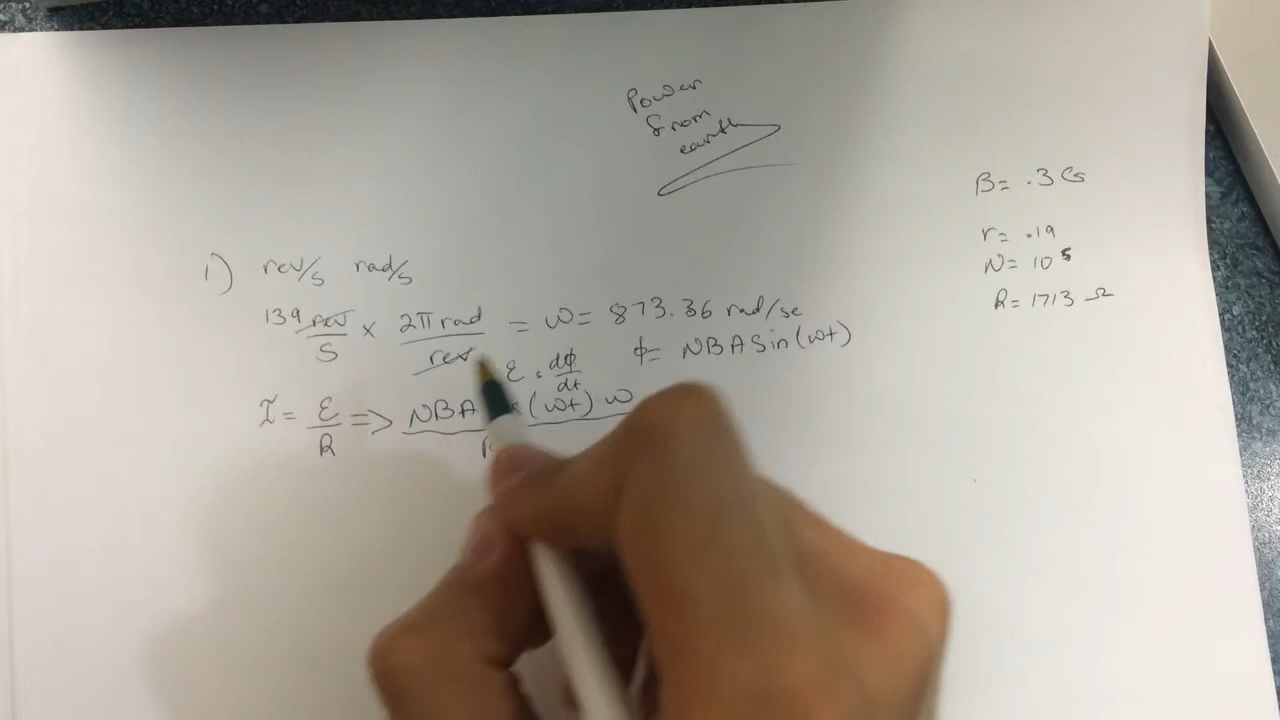 Power
from
earth
B = .3 G
r = .19
N = 10⁵
R = 1713 Ω
1) rev/s rad/s
139 rev/s × 2π rad/rev = ω = 873.36 rad/se
ε = dφ/dt φ = NBA Sin(ωt)
I = ε/R => NBA (ωt) ω